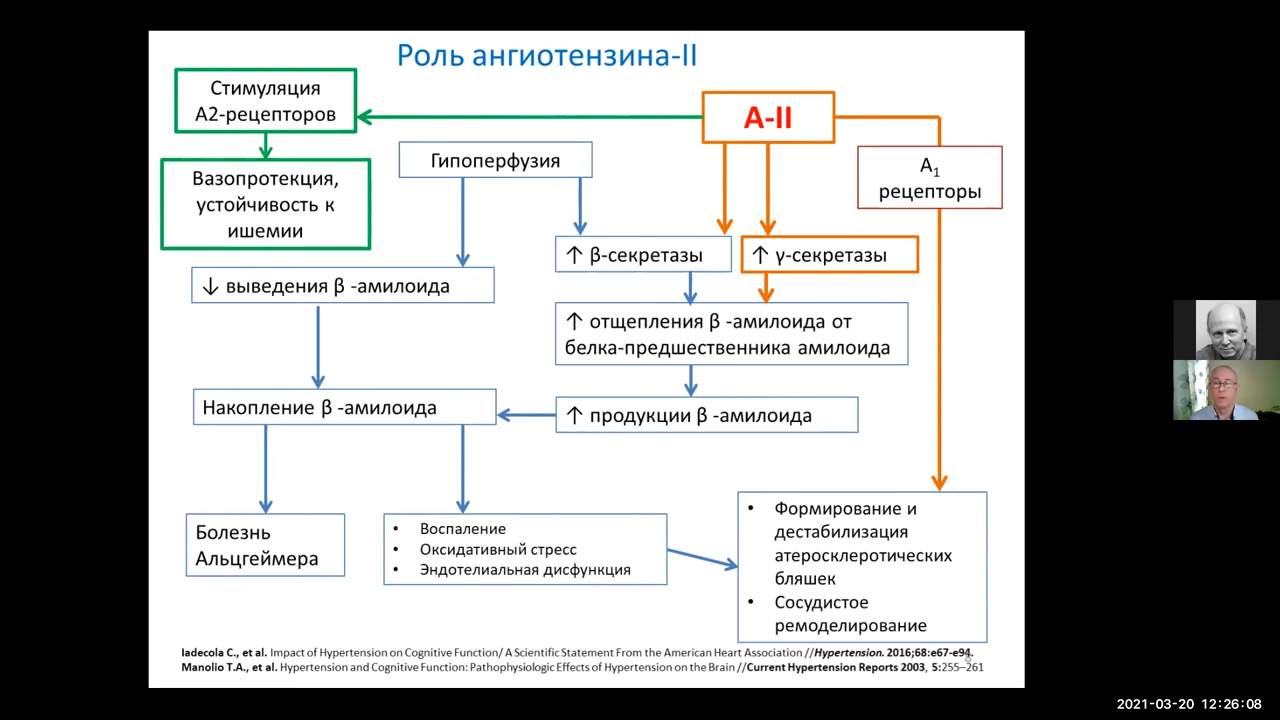 Роль ангиотензина-II
Стимуляция
А2-рецепторов
А-II
Вазопротекция,
устойчивость к
ишемии
Гипоперфузия
А1
рецепторы
↑ β-секретазы
↑ γ-секретазы
↓ выведения β -амилоида
↑ отщепления β -амилоида от
белка-предшественника амилоида
Накопление β -амилоида
↑ продукции β -амилоида
Болезнь
Альцгеймера
• Воспаление
• Оксидативный стресс
• Эндотелиальная дисфункция
• Формирование и
дестабилизация
атеросклеротических
бляшек
• Сосудистое
ремоделирование
Iadecola C., et al. Impact of Hypertension on Cognitive Function/ A Scientific Statement From the American Heart Association //Hypertension. 2016;68:e67-e94.
Manolio T.A., et al. Hypertension and Cognitive Function: Pathophysiologic Effects of Hypertension on the Brain //Current Hypertension Reports 2003, 5:255–261
2021-03-20 12:26:08